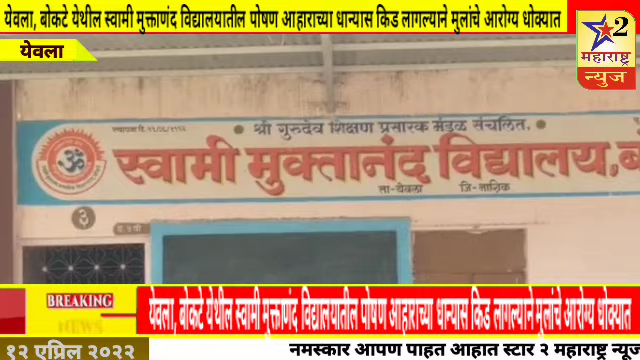 येवला, बोकटे येथील स्वामी मुक्ताणंद विद्यालयातील पोषण आहाराच्या धान्यास किड लागल्याने मुलांचे आरोग्य धोक्यात
येवला
2
महाराष्ट्र
न्युज
श्री गुरुदेव शिक्षण प्रसारक मंडळ संचलित,
स्वामी मुक्तानंद विद्यालय,
ता-येवला जि-नाशिक
ॐ
३
BREAKING
NEWS
येवला, बोकटे येथील स्वामी मुक्ताणंद विद्यालयातील पोषण आहाराच्या धान्यास किड लागल्याने मुलांचे आरोग्य धोक्यात
१२ एप्रिल २०२२
नमस्कार आपण पाहत आहात स्टार २ महाराष्ट्र न्यूज